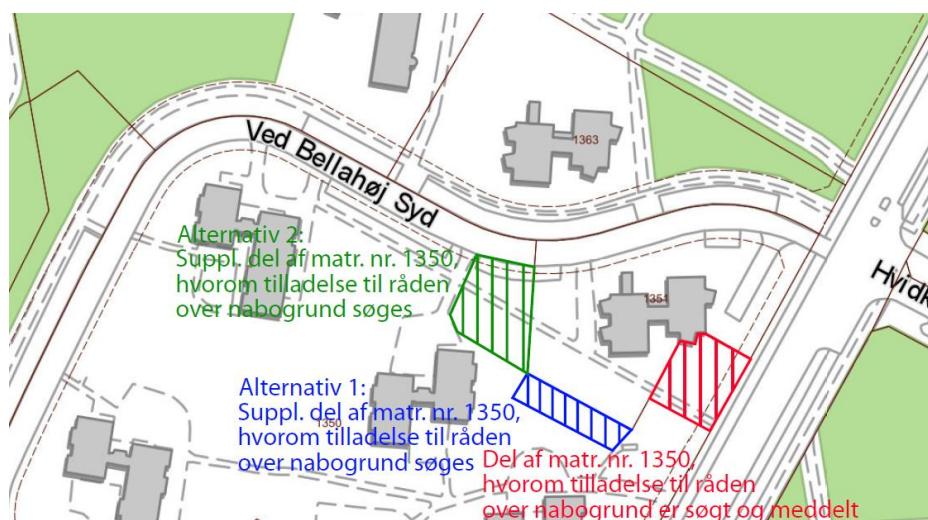 1363
Ved Bellahøj Syd
Alternativ 2:
Suppl. del af matr. nr. 1350,
hvorom tilladelse til råden
over nabogrund søges
1351
Hvidk
Alternativ 1:
Suppl. del af matr. nr. 1350,
1350
hvorom tilladelse til råden
over nabogrund søges
Del af matr. nr. 1350,
hvorom tilladelse til råden
over nabogrund er søgt og meddelt